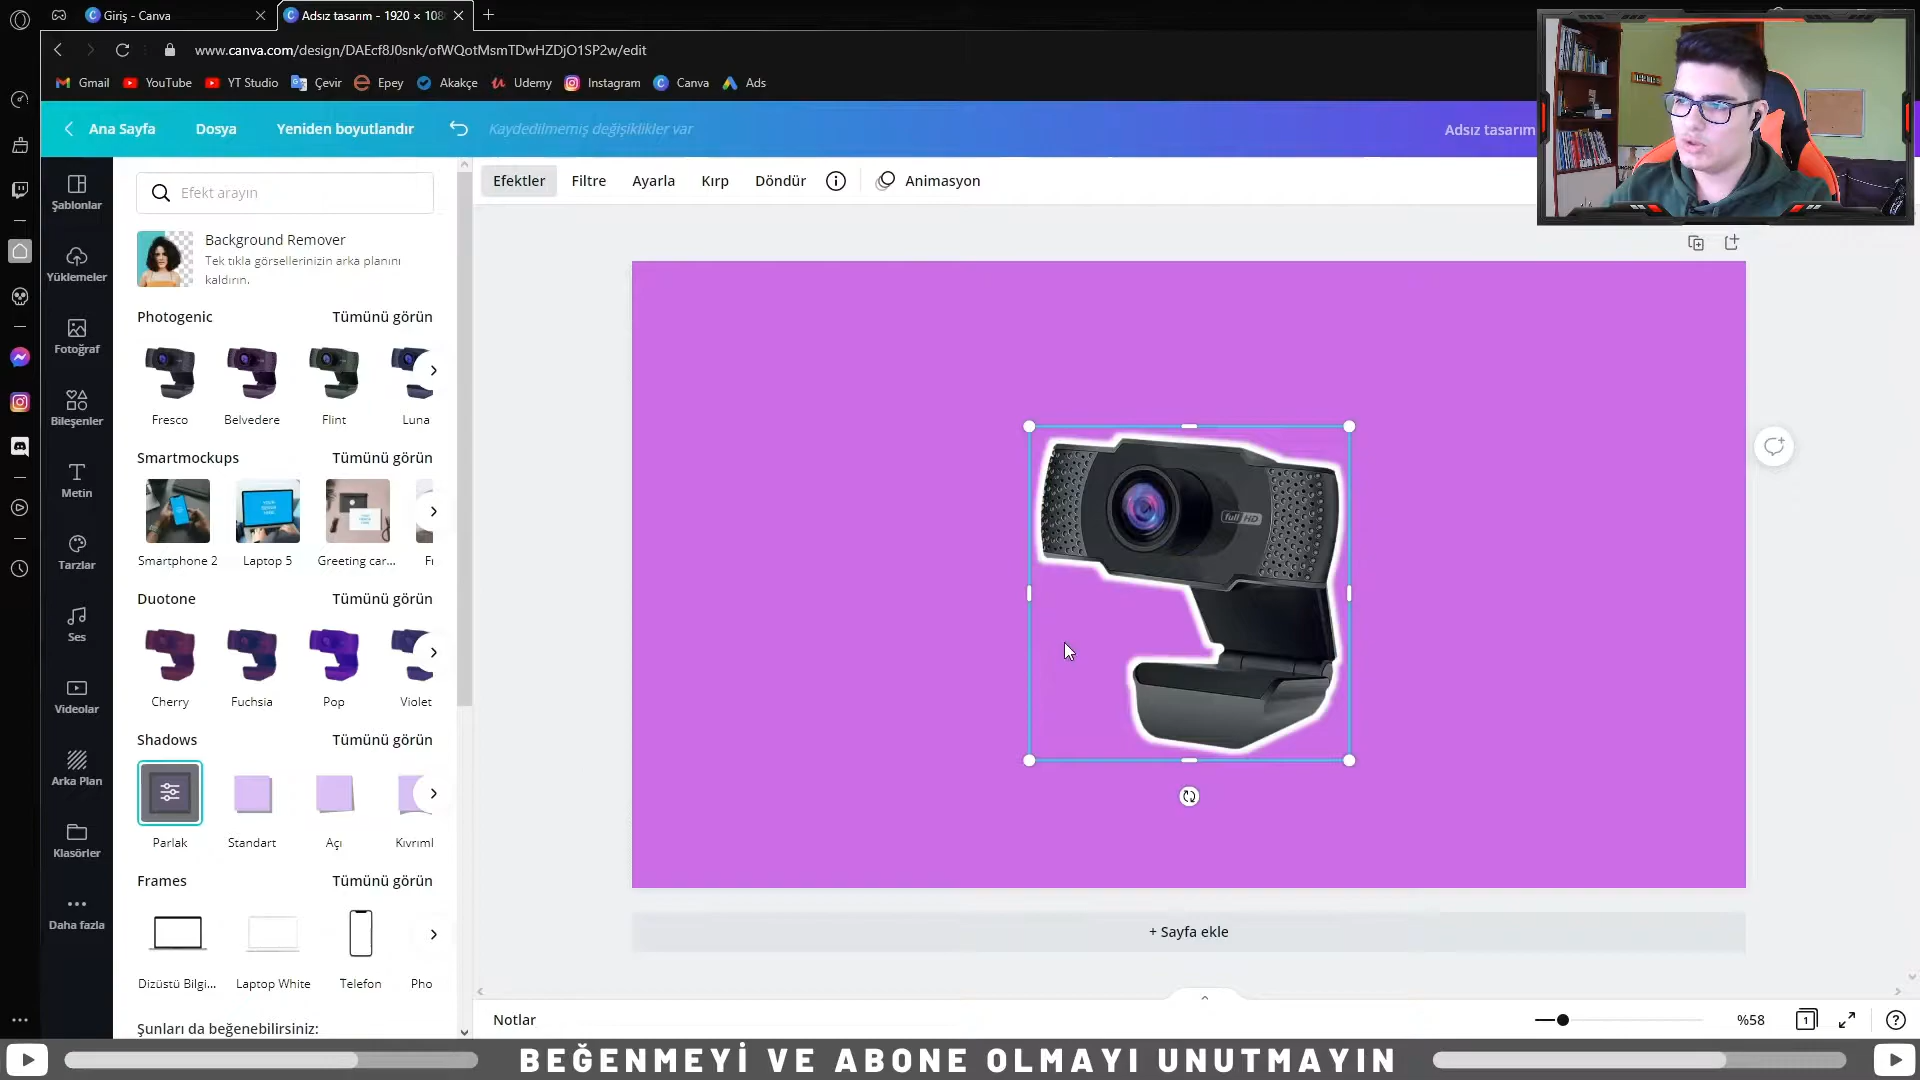 Giriş - Canva
Adsız tasarım - 1920 × 108
www.canva.com/design/DAEcf8J0snk/ofWQotMsmTDwHZDjO1SP2w/edit
Gmail
YouTube
YT Studio
Çevir
Epey
Akakçe
Udemy
Instagram
Canva
Ads
Ana Sayfa
Dosya
Yeniden boyutlandır
Kaydedilmemiş değişiklikler var
Adsız tasarım
Şablonlar
Yüklemeler
Fotoğraf
Bileşenler
Metin
Tarzlar
Ses
Videolar
Arka Plan
Klasörler
Daha fazla
Efekt arayın
Background Remover
Tek tıkla görsellerinizin arka planını
kaldırın.
Photogenic
Tümünü görün
Fresco
Belvedere
Flint
Luna
Smartmockups
Tümünü görün
Smartphone 2
Laptop 5
Greeting car...
Fr
Duotone
Tümünü görün
Cherry
Fuchsia
Pop
Violet
Shadows
Tümünü görün
Parlak
Standart
Açı
Kıvrıml
Frames
Tümünü görün
Dizüstü Bilgi...
Laptop White
Telefon
Pho
Şunları da beğenebilirsiniz:
Efektler
Filtre
Ayarla
Kırp
Döndür
Animasyon
full HD
+ Sayfa ekle
Notlar
%58
1
BEĞENMEYİ VE ABONE OLMAYI UNUTMAYIN